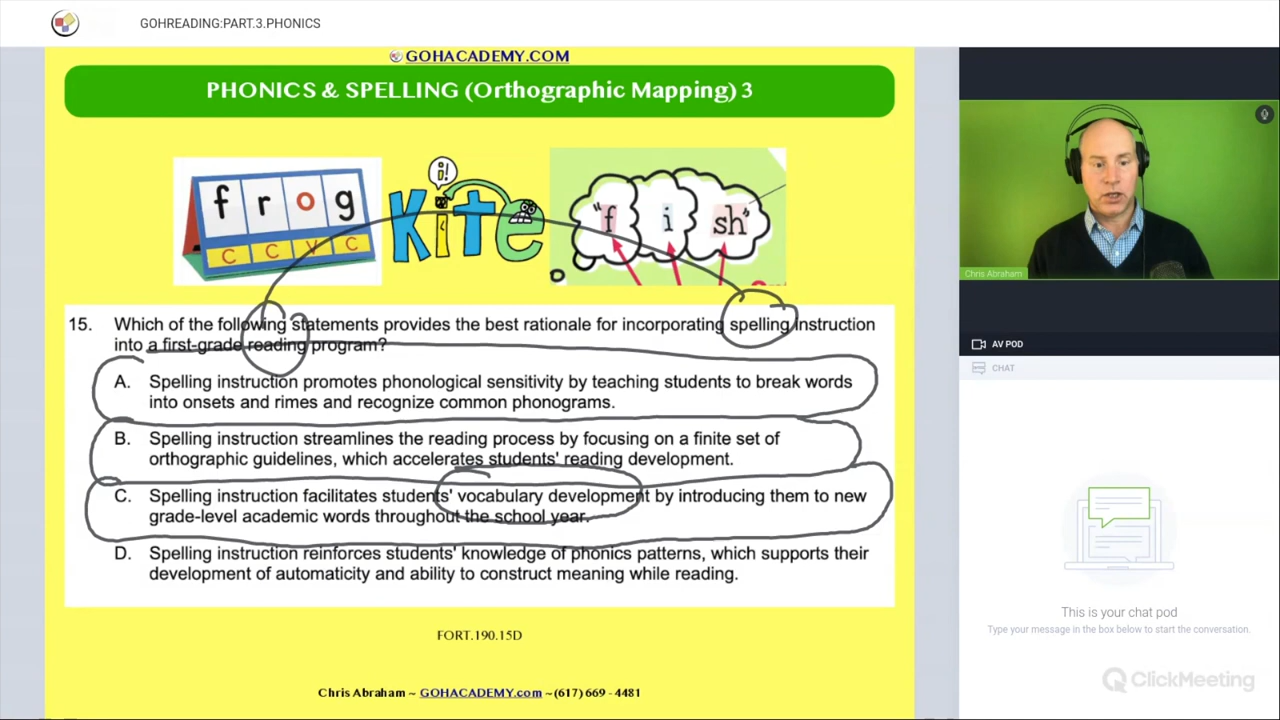 GOHREADING:PART.3.PHONICS
GOHACADEMY.COM
PHONICS & SPELLING (Orthographic Mapping) 3
f r o g
C C V C
i!
Kite
"f i sh"
15. Which of the following statements provides the best rationale for incorporating spelling instruction
into a first-grade reading program?
A. Spelling instruction promotes phonological sensitivity by teaching students to break words
into onsets and rimes and recognize common phonograms.
B. Spelling instruction streamlines the reading process by focusing on a finite set of
orthographic guidelines, which accelerates students' reading development.
C. Spelling instruction facilitates students' vocabulary development by introducing them to new
grade-level academic words throughout the school year.
D. Spelling instruction reinforces students' knowledge of phonics patterns, which supports their
development of automaticity and ability to construct meaning while reading.
FORT.190.15D
Chris Abraham ~ GOHACADEMY.com ~ (617) 669 - 4481
Chris Abraham
AV POD
CHAT
This is your chat pod
Type your message in the box below to start the conversation.
ClickMeeting